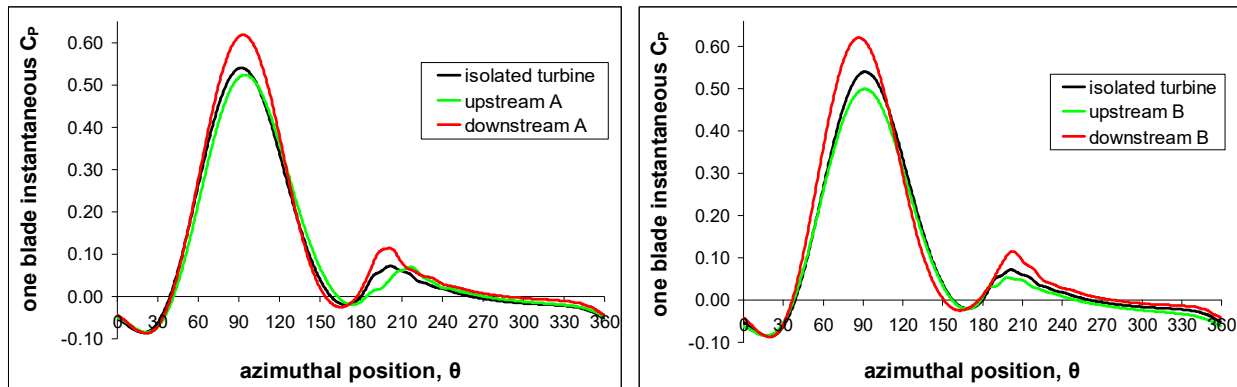 one blade instantaneous CP
0.60
0.50
0.40
0.30
0.20
0.10
0.00
-0.10
0 30 60 90 120 150 180 210 240 270 300 330 360
isolated turbine
upstream A
downstream A
azimuthal position, θ
one blade instantaneous CP
0.60
0.50
0.40
0.30
0.20
0.10
0.00
-0.10
0 30 60 90 120 150 180 210 240 270 300 330 360
isolated turbine
upstream B
downstream B
azimuthal position, θ